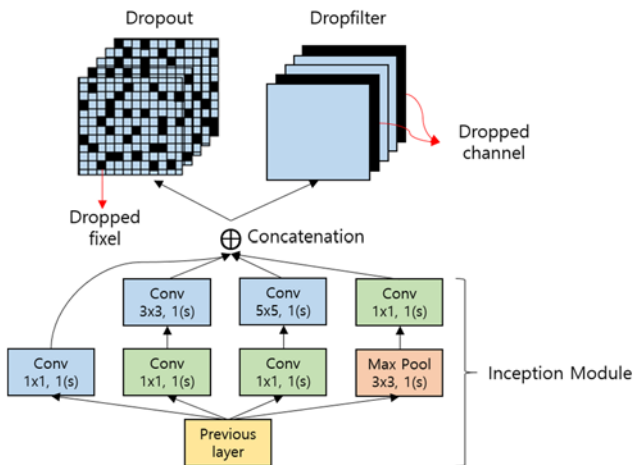 Dropout
Dropfilter
Dropped
channel
Dropped
fixel
Concatenation
Conv
3x3, 1(s)
Conv
5x5, 1(s)
Conv
1x1, 1(s)
Conv
1x1, 1(s)
Conv
1x1, 1(s)
Conv
1x1, 1(s)
Max Pool
3x3, 1(s)
Inception Module
Previous
layer